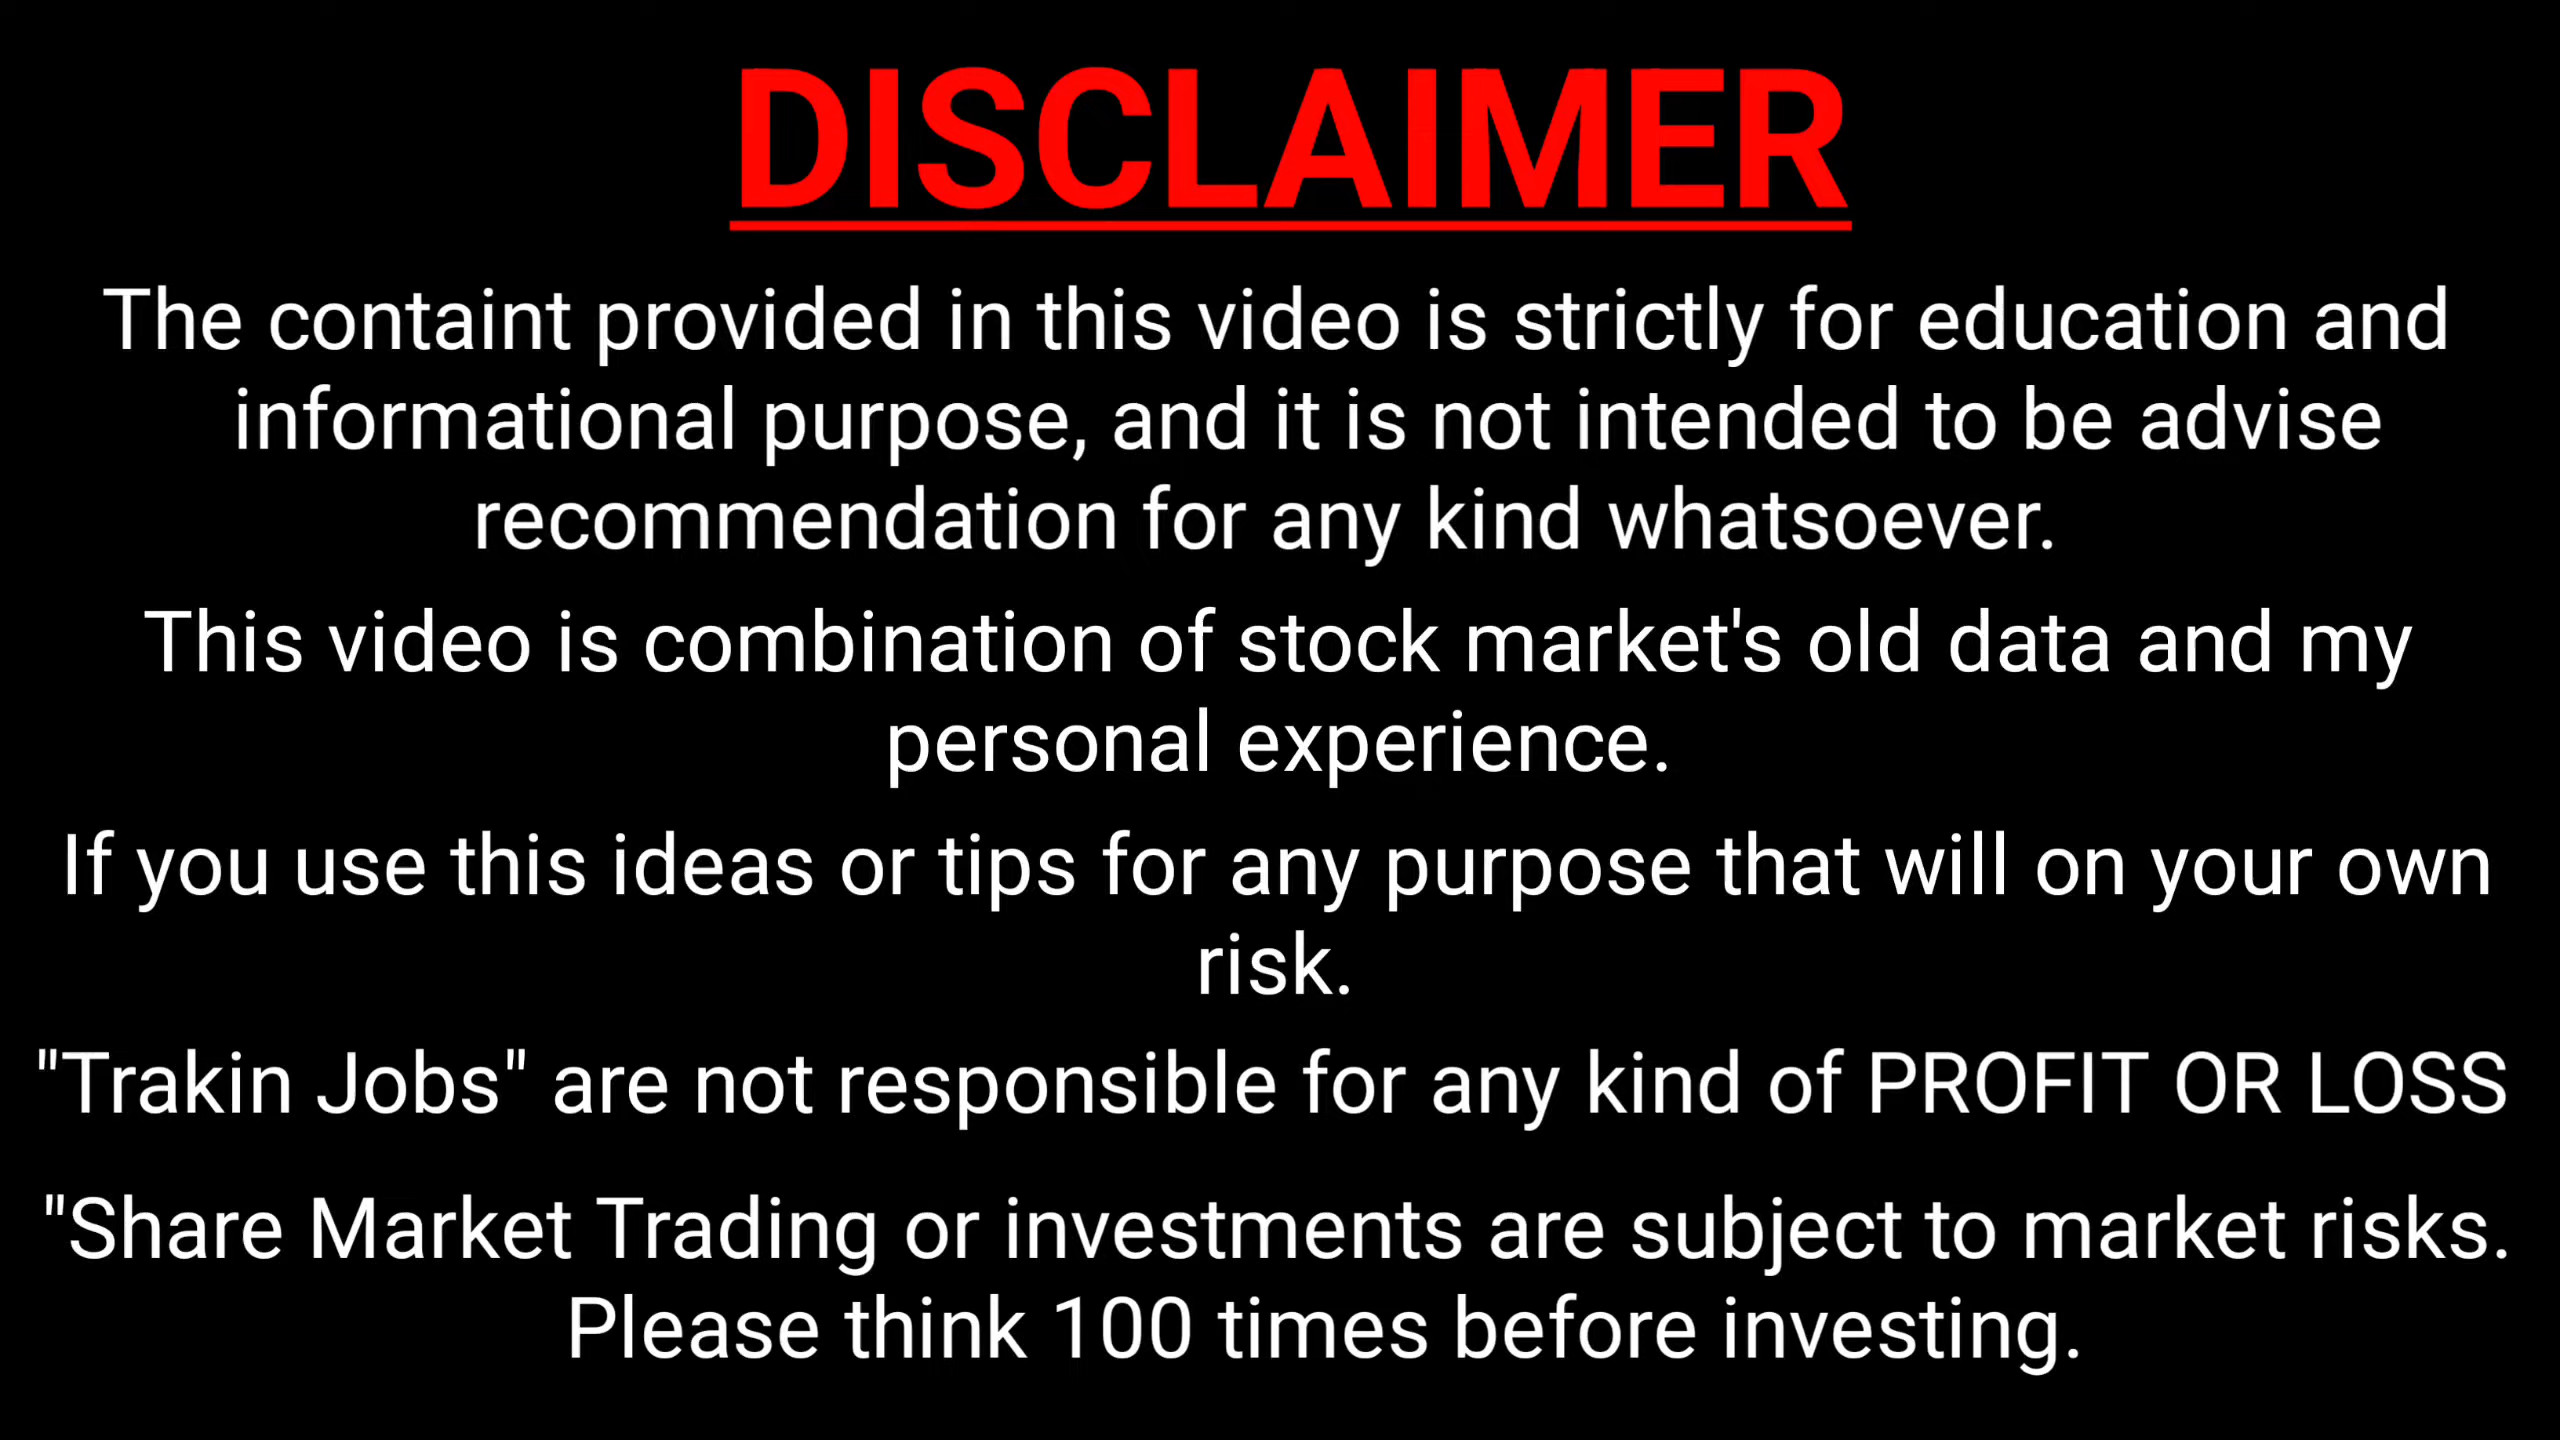 DISCLAIMER
The containt provided in this video is strictly for education and
informational purpose, and it is not intended to be advise
recommendation for any kind whatsoever.
This video is combination of stock market's old data and my
personal experience.
If you use this ideas or tips for any purpose that will on your own
risk.
"Trakin Jobs" are not responsible for any kind of PROFIT OR LOSS
"Share Market Trading or investments are subject to market risks.
Please think 100 times before investing.